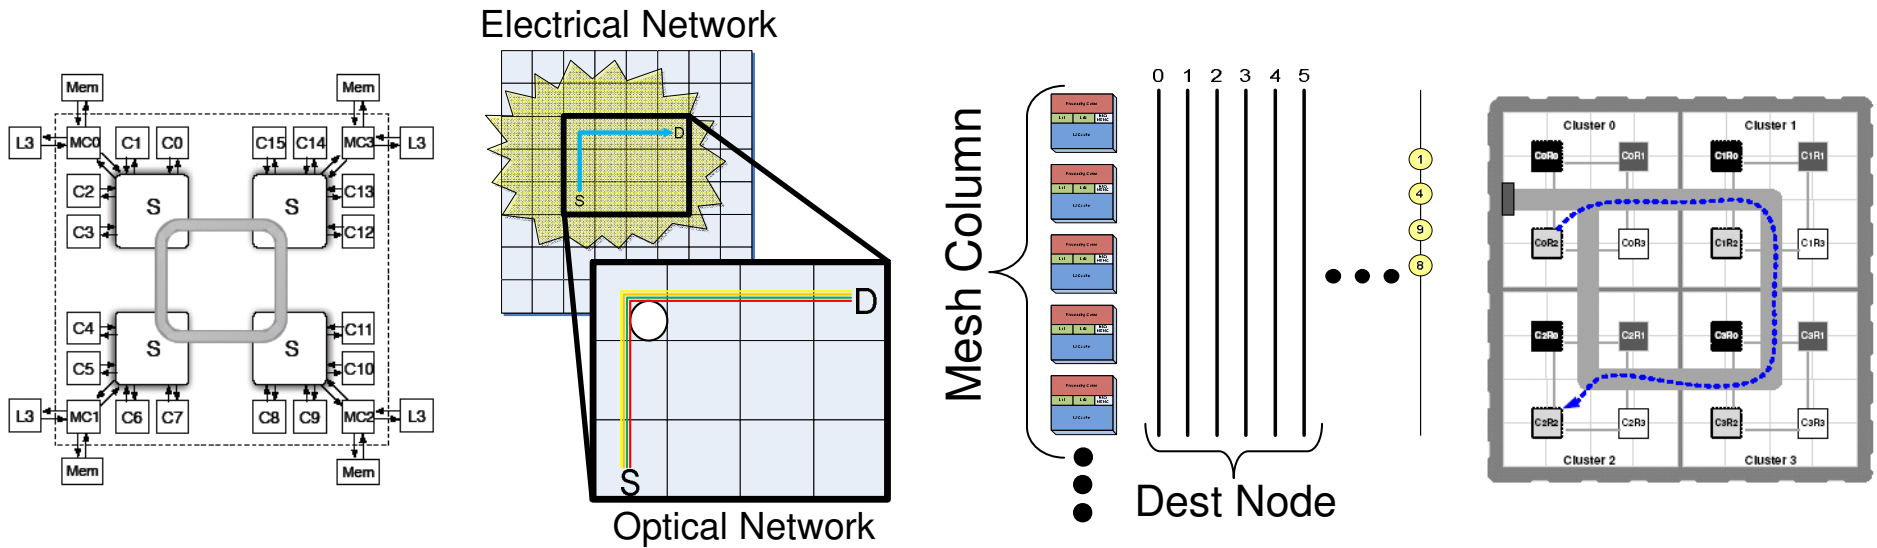 Mem
Mem
L3
MC0
C1
C0
C15
C14
MC3
L3
C2
S
S
C13
C3
C12
C4
S
S
C11
C5
C10
L3
MC1
C6
C7
C8
C9
MC2
L3
Mem
Mem
Electrical Network
D
S
D
S
Optical Network
Mesh Column
0 1 2 3 4 5
Dest Node
1
4
9
8
Cluster 0
Cluster 1
C0R0
C0R1
C1R0
C1R1
C0R2
C0R3
C1R2
C1R3
C2R0
C2R1
C3R0
C3R1
C2R2
C2R3
C3R2
C3R3
Cluster 2
Cluster 3